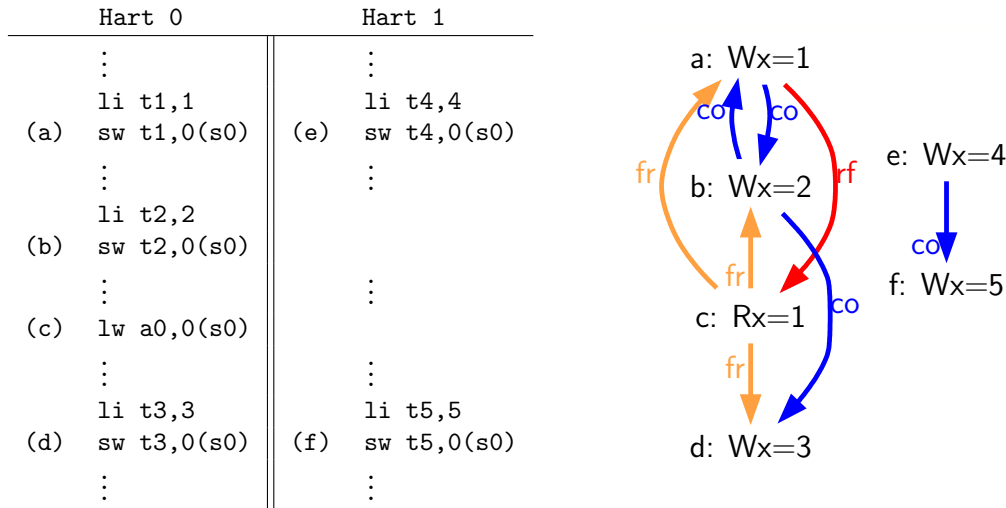 Hart 0 Hart 1
⋮ ⋮
li t1,1 li t4,4
(a) sw t1,0(s0) (e) sw t4,0(s0)
⋮ ⋮
li t2,2
(b) sw t2,0(s0)
⋮ ⋮
(c) lw a0,0(s0)
⋮ ⋮
li t3,3 li t5,5
(d) sw t3,0(s0) (f) sw t5,0(s0)
⋮ ⋮
a: Wx=1
co co
fr rf
e: Wx=4
b: Wx=2
co
fr
f: Wx=5
c: Rx=1
co
fr
d: Wx=3